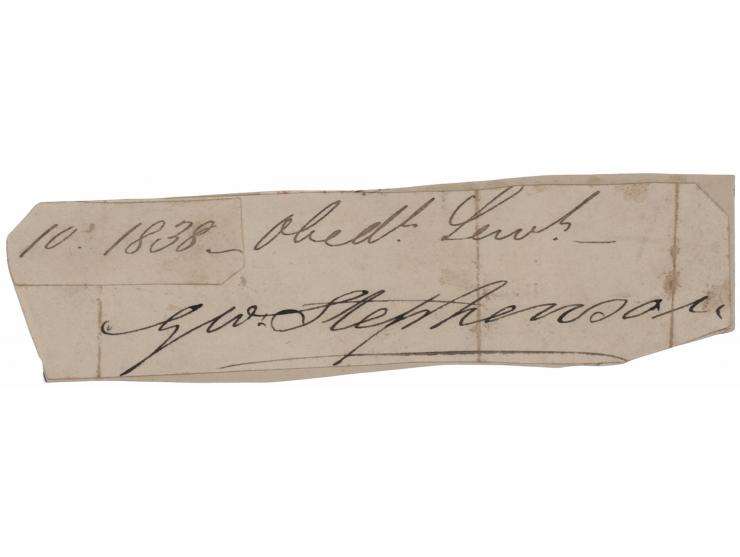 10. 1838_ Obedt. Servt. _
Geo. Stephenson